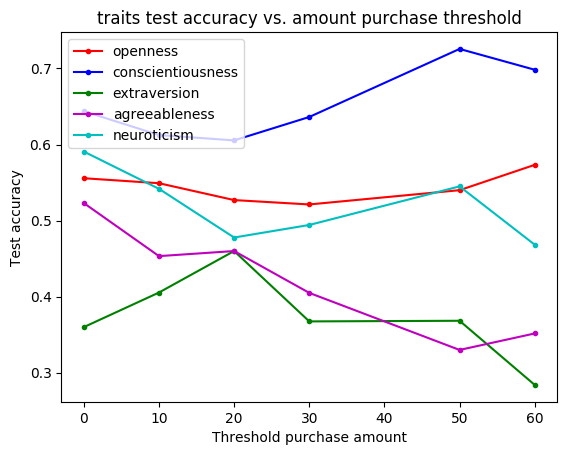 traits test accuracy vs. amount purchase threshold
openness
conscientiousness
extraversion
agreeableness
neuroticism
0.7
0.6
0.5
0.4
0.3
Test accuracy
0 10 20 30 40 50 60
Threshold purchase amount